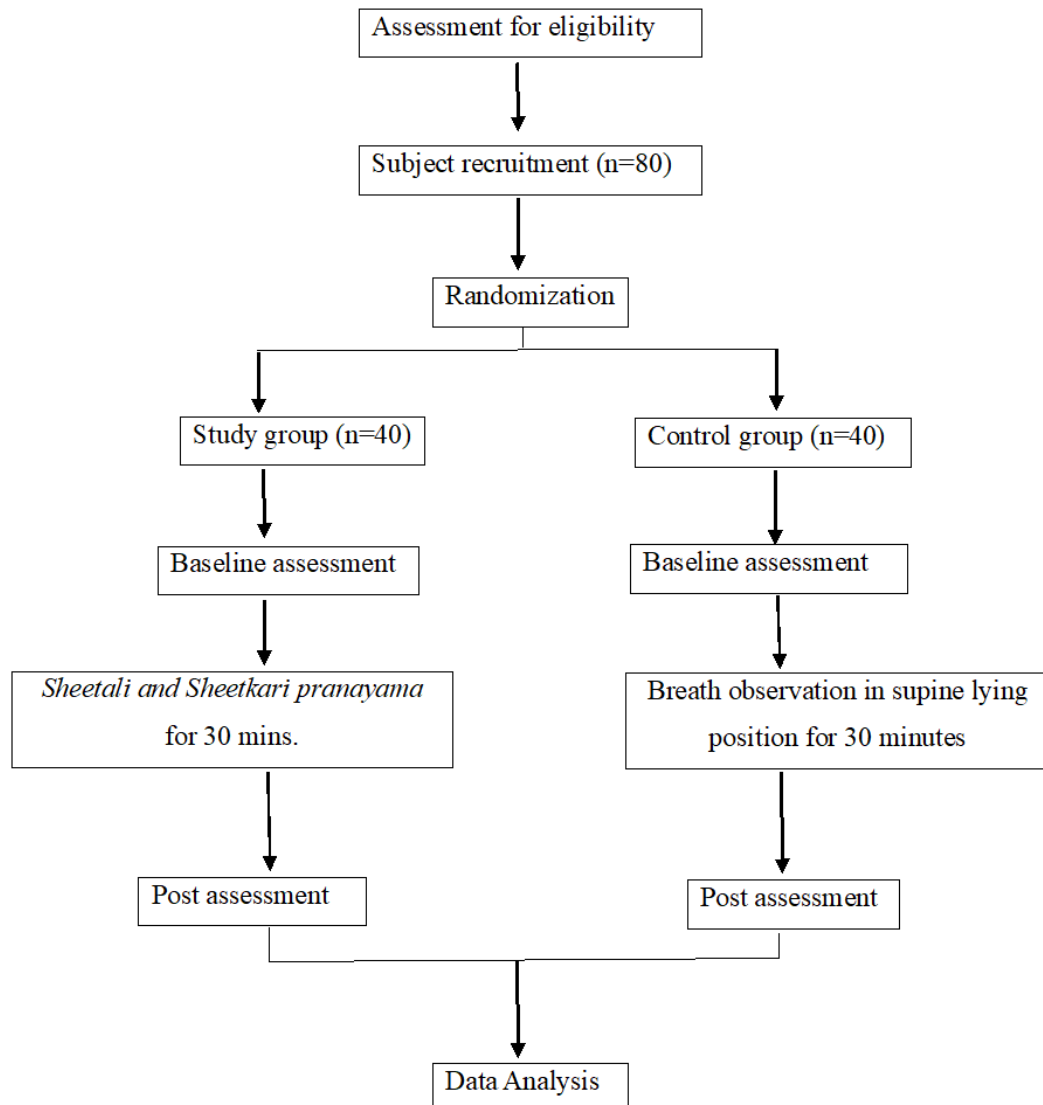 Assessment for eligibility
Subject recruitment (n=80)
Randomization
Study group (n=40)
Control group (n=40)
Baseline assessment
Baseline assessment
Sheetali and Sheetkari pranayama
for 30 mins.
Breath observation in supine lying
position for 30 minutes
Post assessment
Post assessment
Data Analysis